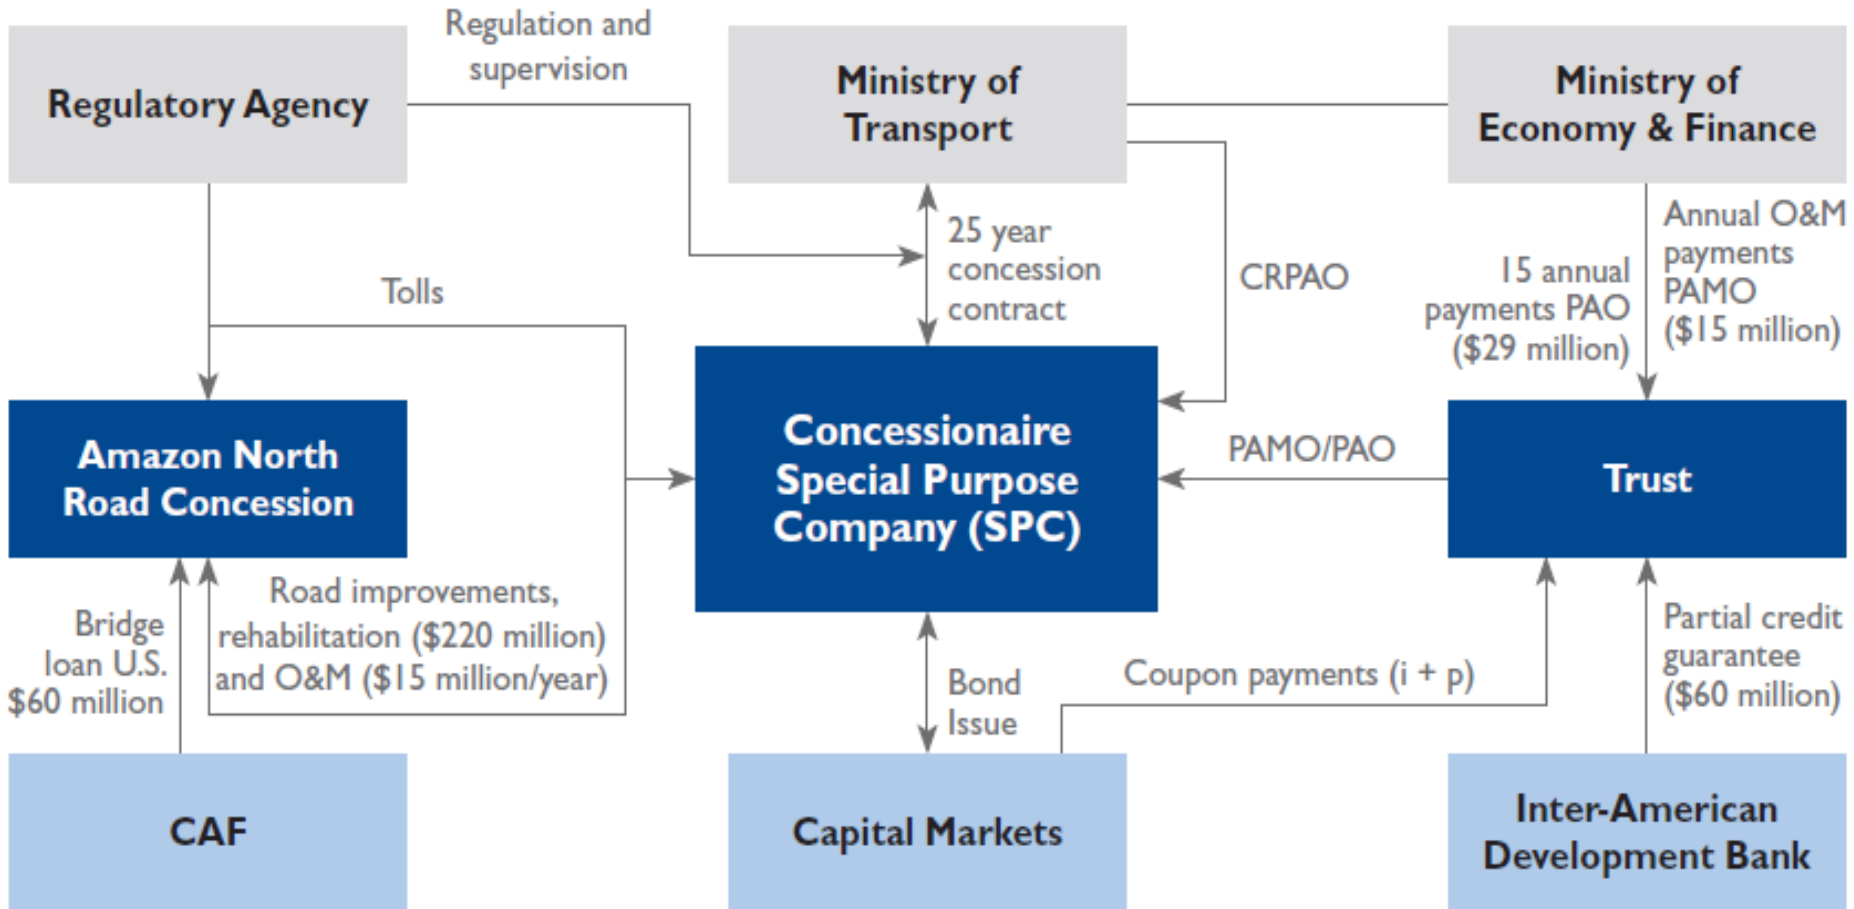 Regulation and
supervision
Regulatory Agency
Ministry of
Transport
Ministry of
Economy & Finance
25 year
concession
contract
CRPAO
15 annual
payments PAO
($29 million)
Annual O&M
payments
PAMO
($15 million)
Tolls
Amazon North
Road Concession
Concessionaire
Special Purpose
Company (SPC)
PAMO/PAO
Trust
Bridge
loan U.S.
$60 million
Road improvements,
rehabilitation ($220 million)
and O&M ($15 million/year)
Bond
Issue
Coupon payments (i + p)
Partial credit
guarantee
($60 million)
CAF
Capital Markets
Inter-American
Development Bank